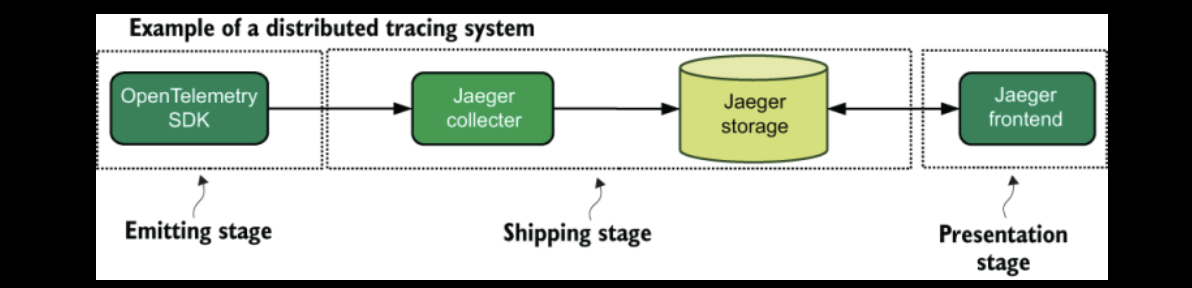 Example of a distributed tracing system
OpenTelemetry
SDK
Jaeger
collecter
Jaeger
storage
Jaeger
frontend
Emitting stage
Shipping stage
Presentation
stage